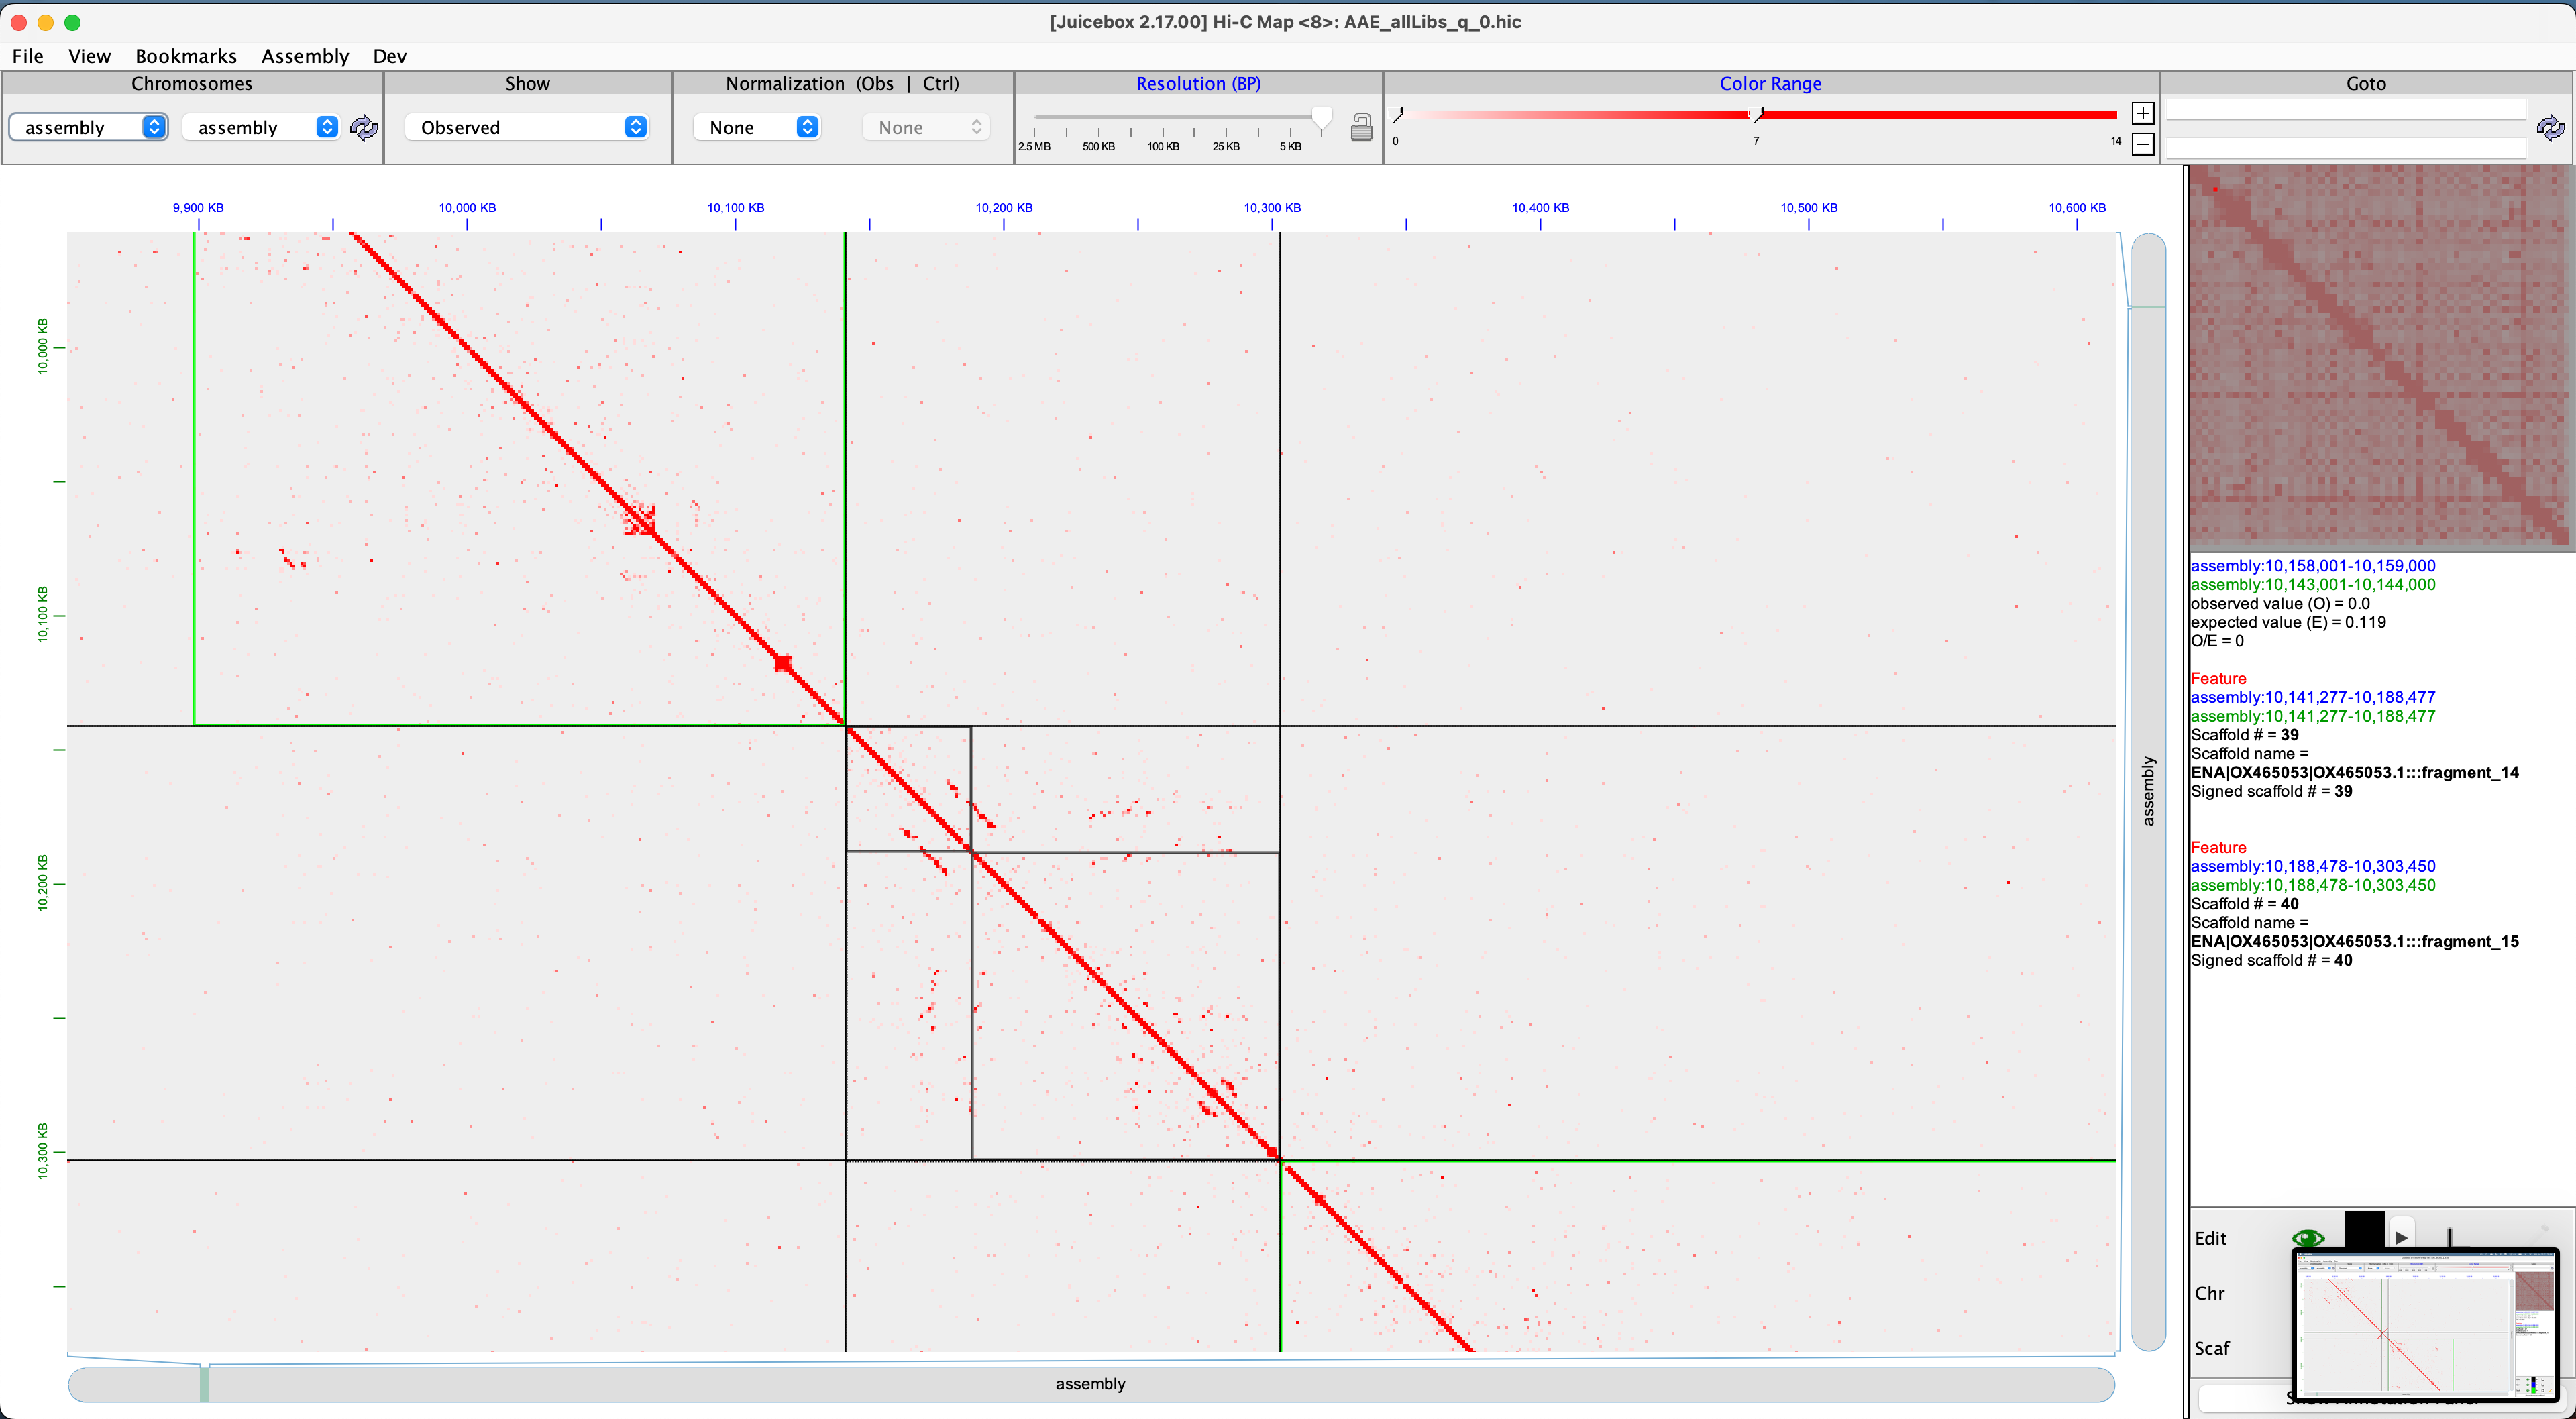 [Juicebox 2.17.00] Hi-C Map <8>: AAE_allLibs_q_0.hic
File View Bookmarks Assembly Dev
Chromosomes Show Normalization (Obs | Ctrl) Resolution (BP) Color Range Goto
assembly assembly Observed None None
2.5 MB 500 KB 100 KB 25 KB 5 KB
0 7 14
9,900 KB 10,000 KB 10,100 KB 10,200 KB 10,300 KB 10,400 KB 10,500 KB 10,600 KB
10,000 KB
10,100 KB
10,200 KB
10,300 KB
assembly
assembly
assembly:10,158,001-10,159,000
assembly:10,143,001-10,144,000
observed value (O) = 0.0
expected value (E) = 0.119
O/E = 0
Feature
assembly:10,141,277-10,188,477
assembly:10,141,277-10,188,477
Scaffold # = 39
Scaffold name =
ENA|OX465053|OX465053.1:::fragment_14
Signed scaffold # = 39
Feature
assembly:10,188,478-10,303,450
assembly:10,188,478-10,303,450
Scaffold # = 40
Scaffold name =
ENA|OX465053|OX465053.1:::fragment_15
Signed scaffold # = 40
Edit
Chr
Scaf